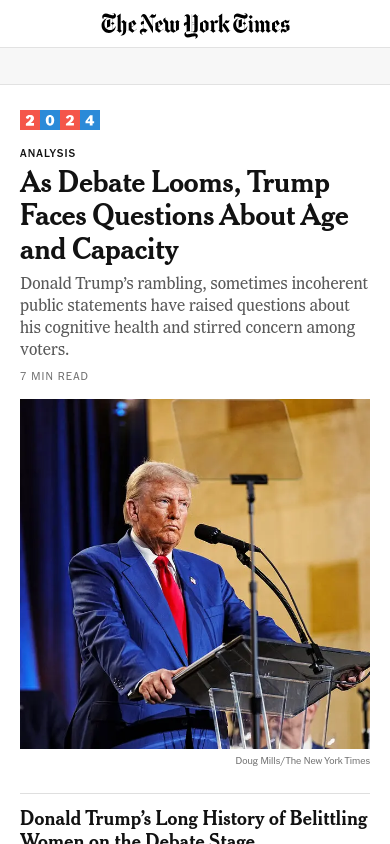 The New York Times
2024
ANALYSIS
As Debate Looms, Trump
Faces Questions About Age
and Capacity
Donald Trump’s rambling, sometimes incoherent
public statements have raised questions about
his cognitive health and stirred concern among
voters.
7 MIN READ
Doug Mills/The New York Times
Donald Trump’s Long History of Belittling
Women on the Debate Stage